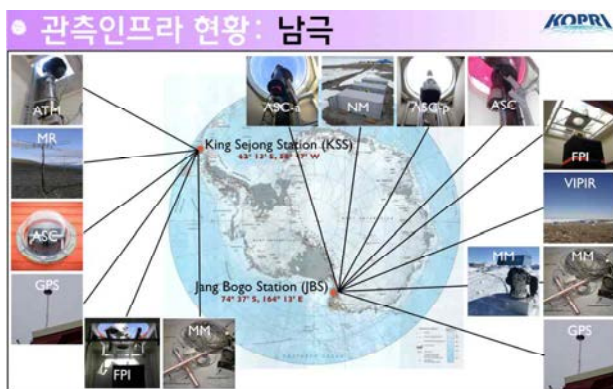 관측인프라 현황: 남극
KOPRI
ATM
MR
ASC
GPS
FPI
MM
ASC-a
NM
ASC-p
ASC
FPI
VIPIR
MM
MM
GPS
King Sejong Station (KSS)
Jang Bogo Station (JBS)
74° 37' S, 164° 13' E